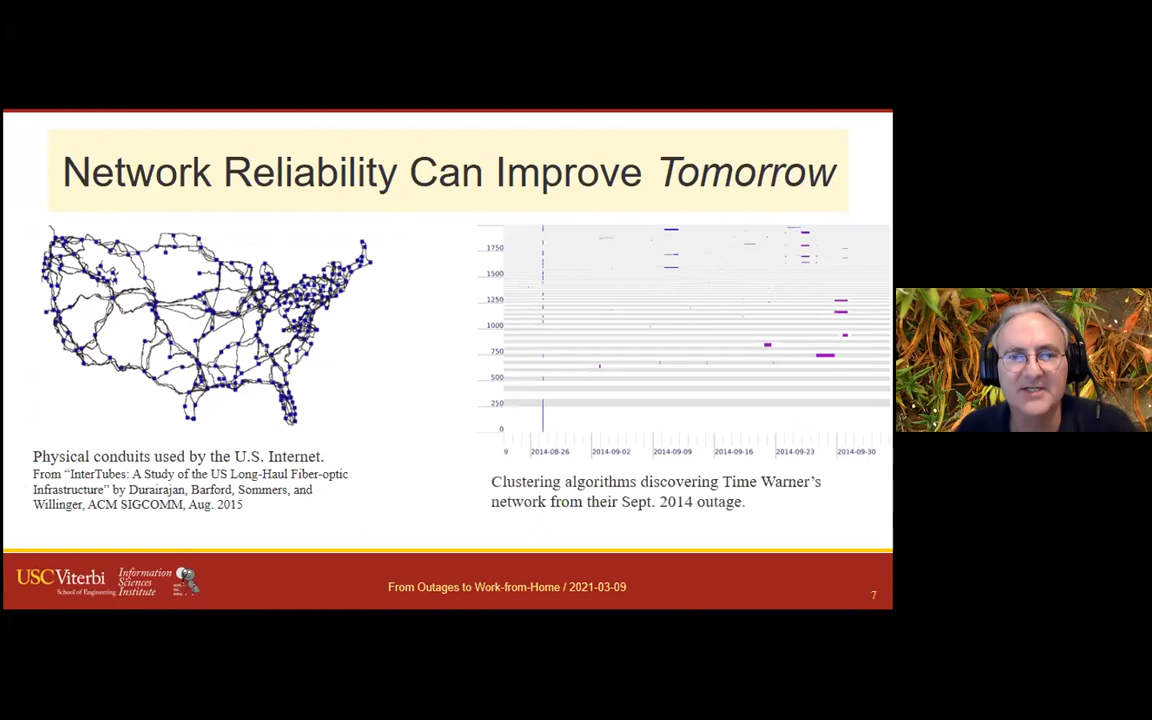 Network Reliability Can Improve Tomorrow
Physical conduits used by the U.S. Internet.
From “InterTubes: A Study of the US Long-Haul Fiber-optic
Infrastructure” by Durairajan, Barford, Sommers, and
Willinger, ACM SIGCOMM, Aug. 2015
1750
1500
1250
1000
750
500
250
0
9 2014-08-26 2014-09-02 2014-09-09 2014-09-16 2014-09-23 2014-09-30
Clustering algorithms discovering Time Warner’s
network from their Sept. 2014 outage.
USC Viterbi
School of Engineering
Information
Sciences
Institute
From Outages to Work-from-Home / 2021-03-09
7